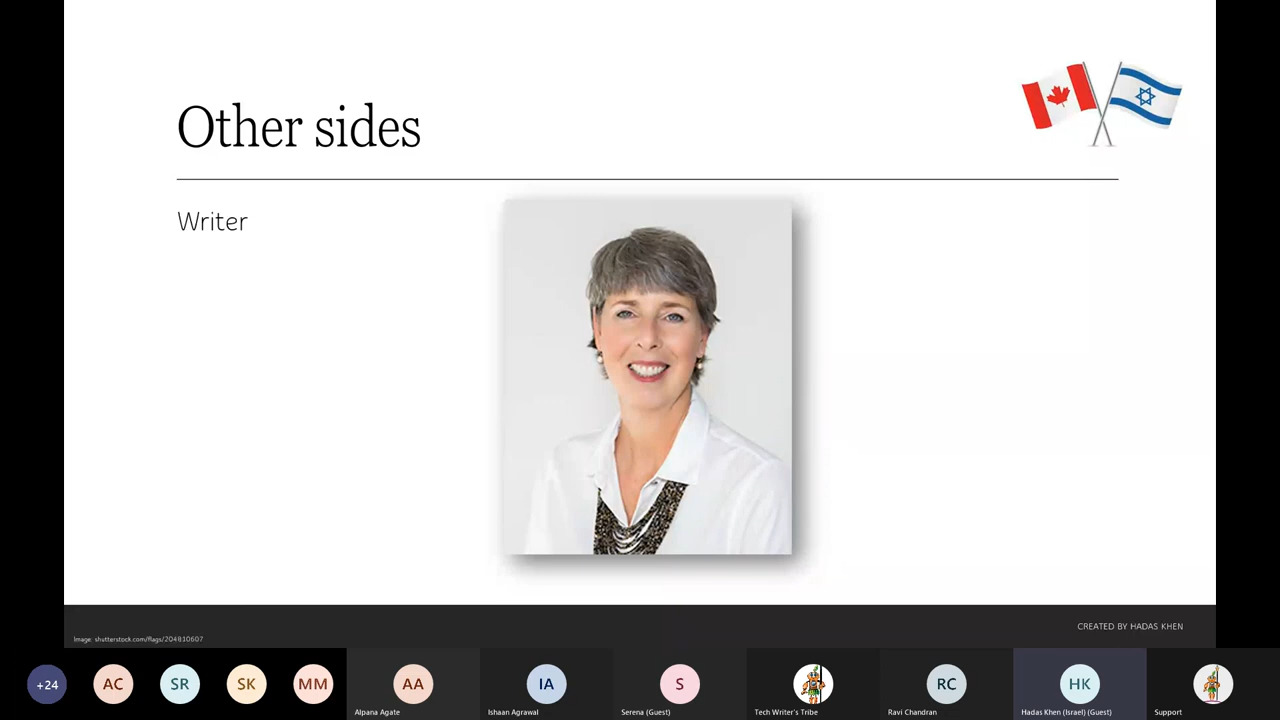 Other sides
Writer
CREATED BY HADAS KHEN
Image: shutterstock.com/flags/204810607
+24
AC
SR
SK
MM
AA
IA
S
RC
HK
Alpana Agate
Ishaan Agrawal
Serena (Guest)
Tech Writer's Tribe
Ravi Chandran
Hadas Khen (Israel) (Guest)
Support